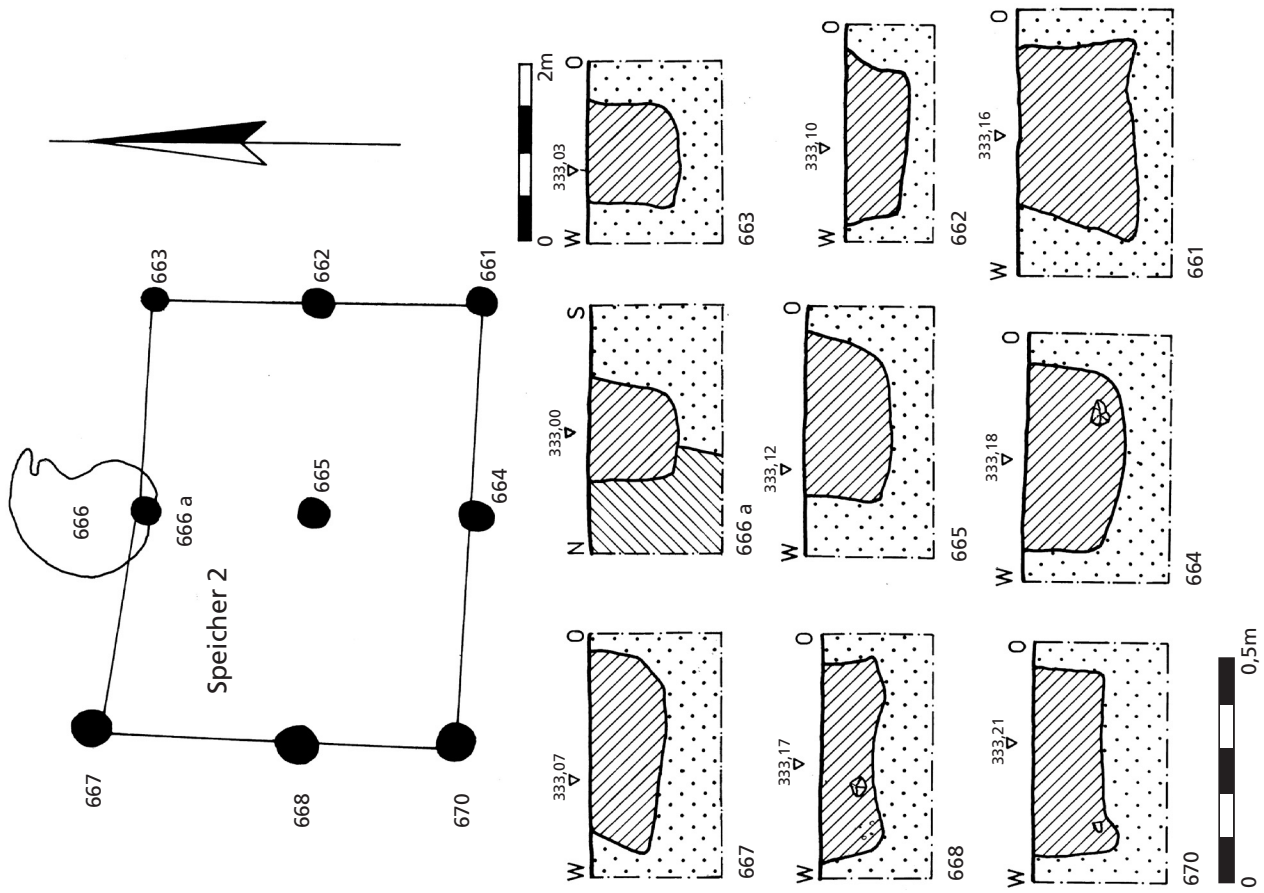 667
668
670
666
666 a
665
664
663
662
661
Speicher 2
0 2m
W 333,07 O
667
N 333,00 S
666 a
W 333,03 O
663
W 333,17 O
668
W 333,12 O
665
W 333,10 O
662
W 333,21 O
670
W 333,18 O
664
W 333,16 O
661
0 0,5m